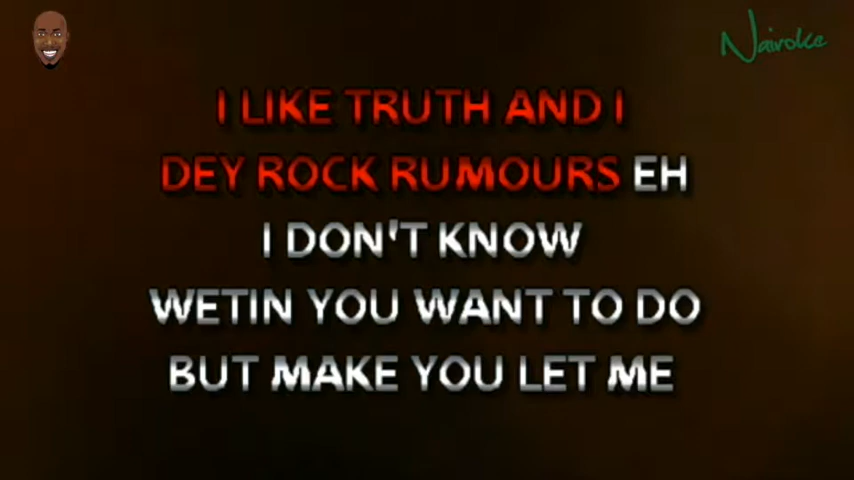 Nairoke
I LIKE TRUTH AND I
DEY ROCK RUMOURS EH
I DON'T KNOW
WETIN YOU WANT TO DO
BUT MAKE YOU LET ME